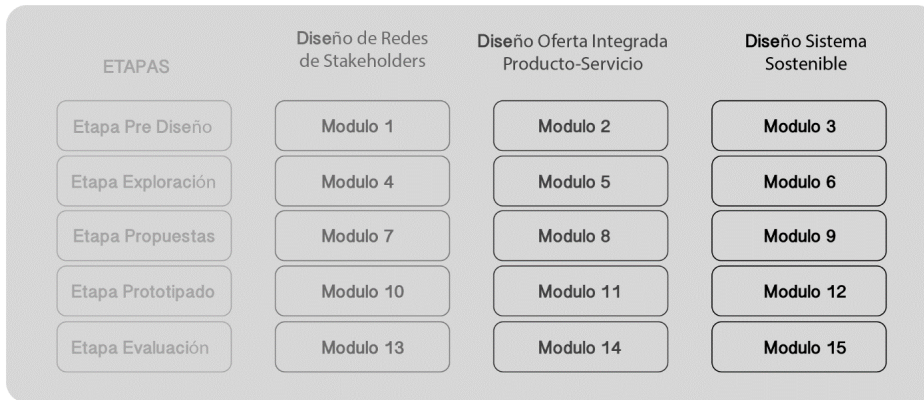 ETAPAS
Diseño de Redes
de Stakeholders
Diseño Oferta Integrada
Producto-Servicio
Diseño Sistema
Sostenible
Etapa Pre Diseño
Modulo 1
Modulo 2
Modulo 3
Etapa Exploración
Modulo 4
Modulo 5
Modulo 6
Etapa Propuestas
Modulo 7
Modulo 8
Modulo 9
Etapa Prototipado
Modulo 10
Modulo 11
Modulo 12
Etapa Evaluación
Modulo 13
Modulo 14
Modulo 15